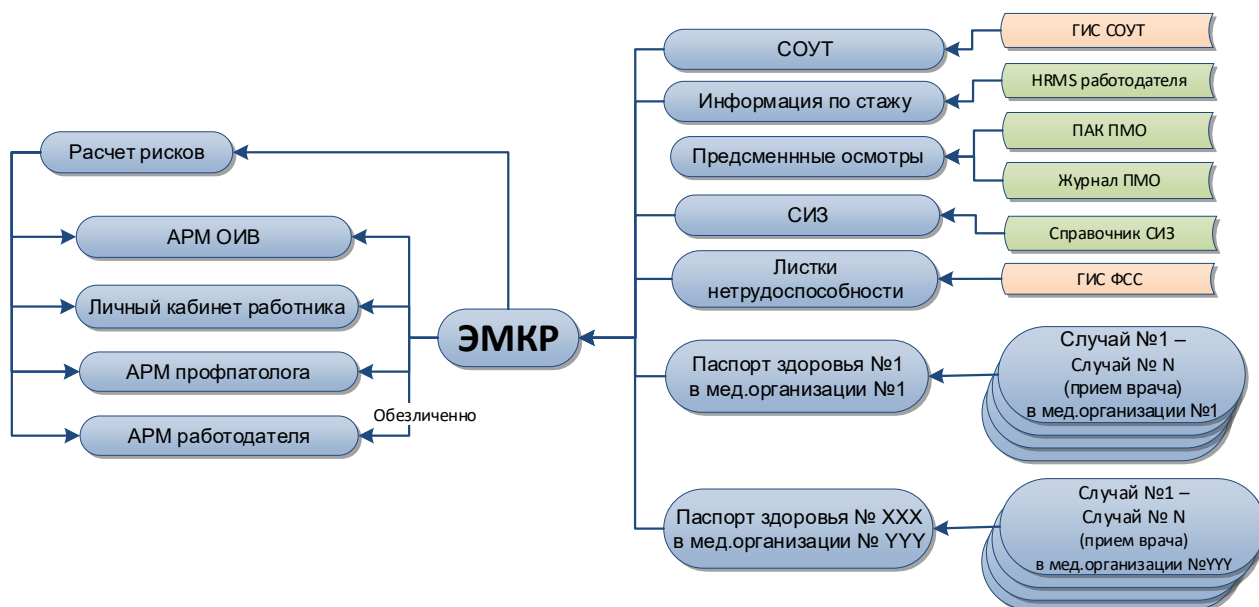 СОУТ
ГИС СОУТ
Информация по стажу
HRMS работодателя
Предсменнные осмотры
ПАК ПМО
Журнал ПМО
СИЗ
Справочник СИЗ
Листки
нетрудоспособности
ГИС ФСС
Расчет рисков
АРМ ОИВ
Личный кабинет работника
АРМ профпатолога
Обезличенно
АРМ работодателя
ЭМКР
Паспорт здоровья №1
в мед.организации №1
Случай №1 –
Случай № N
(прием врача)
в мед.организации №1
Паспорт здоровья № XXX
в мед.организации № YYY
Случай №1 –
Случай № N
(прием врача)
в мед.организации №YYY